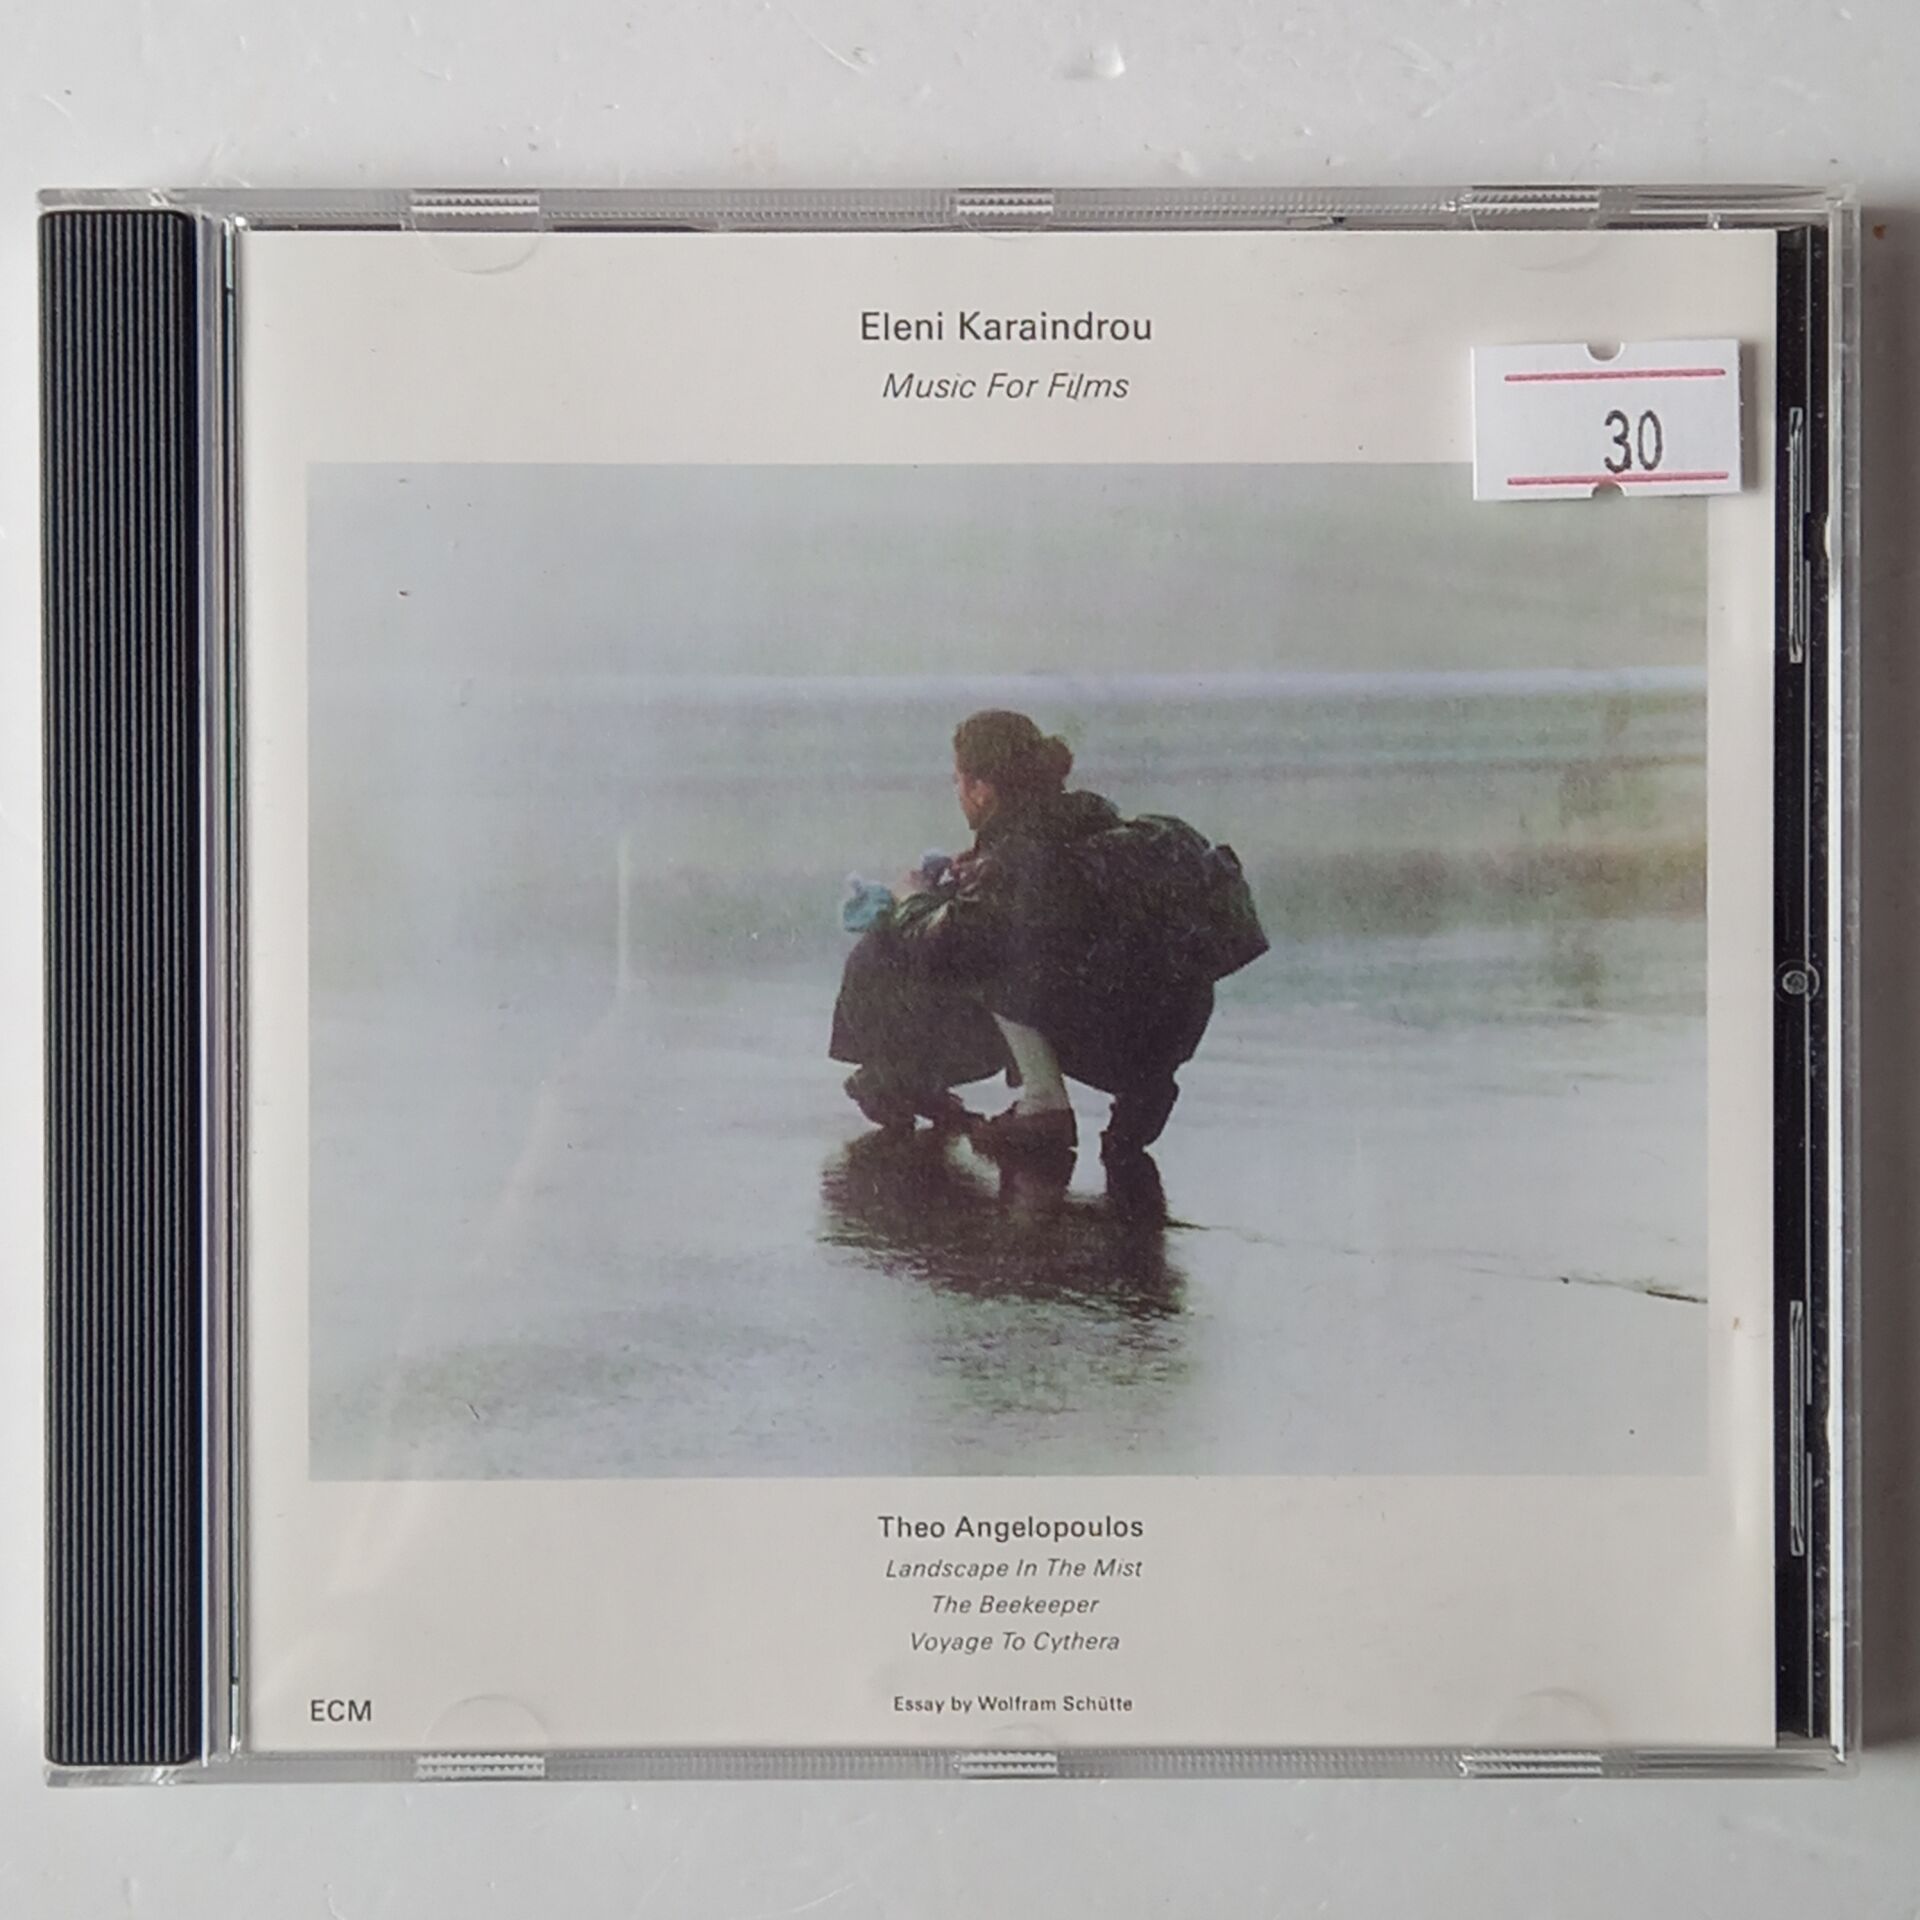 Eleni Karaindrou
Music For Films
30
Theo Angelopoulos
Landscape In The Mist
The Beekeeper
Voyage To Cythera
Essay by Wolfram Schütte
ECM